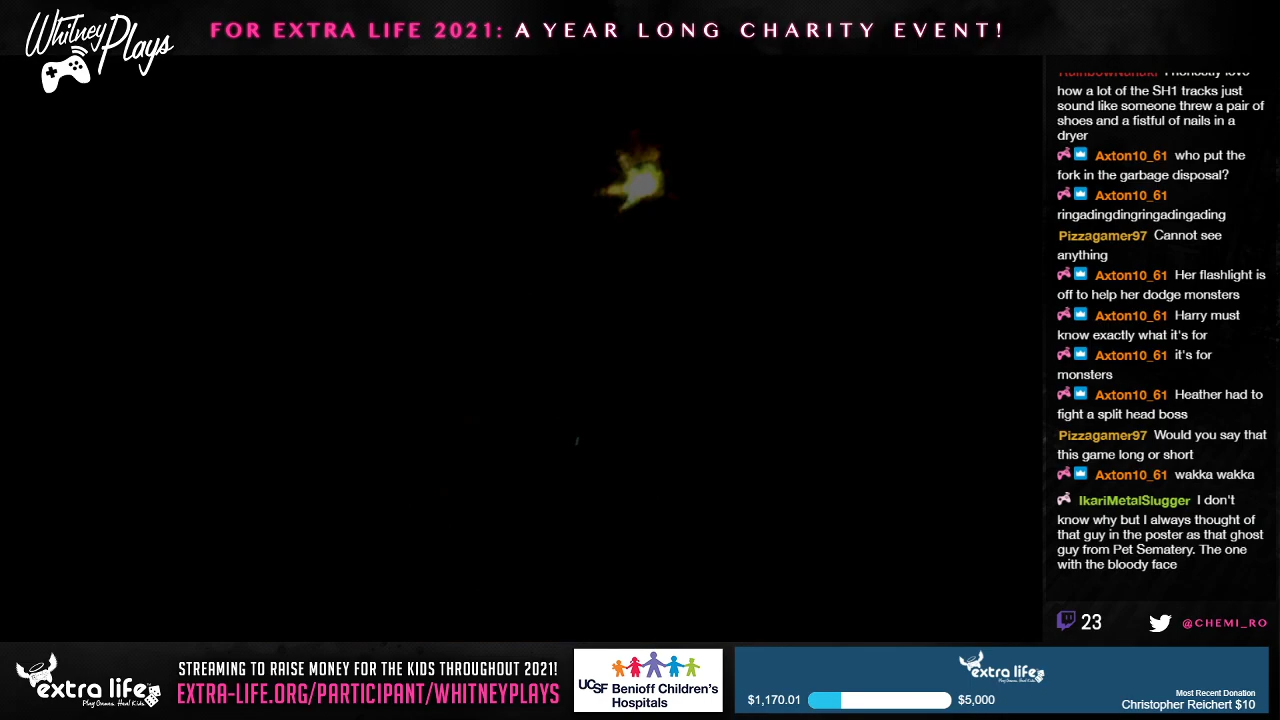 Whitney Plays
FOR EXTRA LIFE 2021: A YEAR LONG CHARITY EVENT!
how a lot of the SH1 tracks just
sound like someone threw a pair of
shoes and a fistful of nails in a
dryer
Axton10_61 who put the
fork in the garbage disposal?
Axton10_61
ringadingdingringadingading
Pizzagamer97 Cannot see
anything
Axton10_61 Her flashlight is
off to help her dodge monsters
Axton10_61 Harry must
know exactly what it's for
Axton10_61 it's for
monsters
Axton10_61 Heather had to
fight a split head boss
Pizzagamer97 Would you say that
this game long or short
Axton10_61 wakka wakka
IkariMetalSlugger I don't
know why but I always thought of
that guy in the poster as that ghost
guy from Pet Sematery. The one
with the bloody face
23
@CHEMI_RO
extra life
Play Games. Heal Kids.
STREAMING TO RAISE MONEY FOR THE KIDS THROUGHOUT 2021!
EXTRA-LIFE.ORG/PARTICIPANT/WHITNEYPLAYS
UCSF Benioff Children's
Hospitals
extra life
$1,170.01
$5,000
Most Recent Donation
Christopher Reichert $10